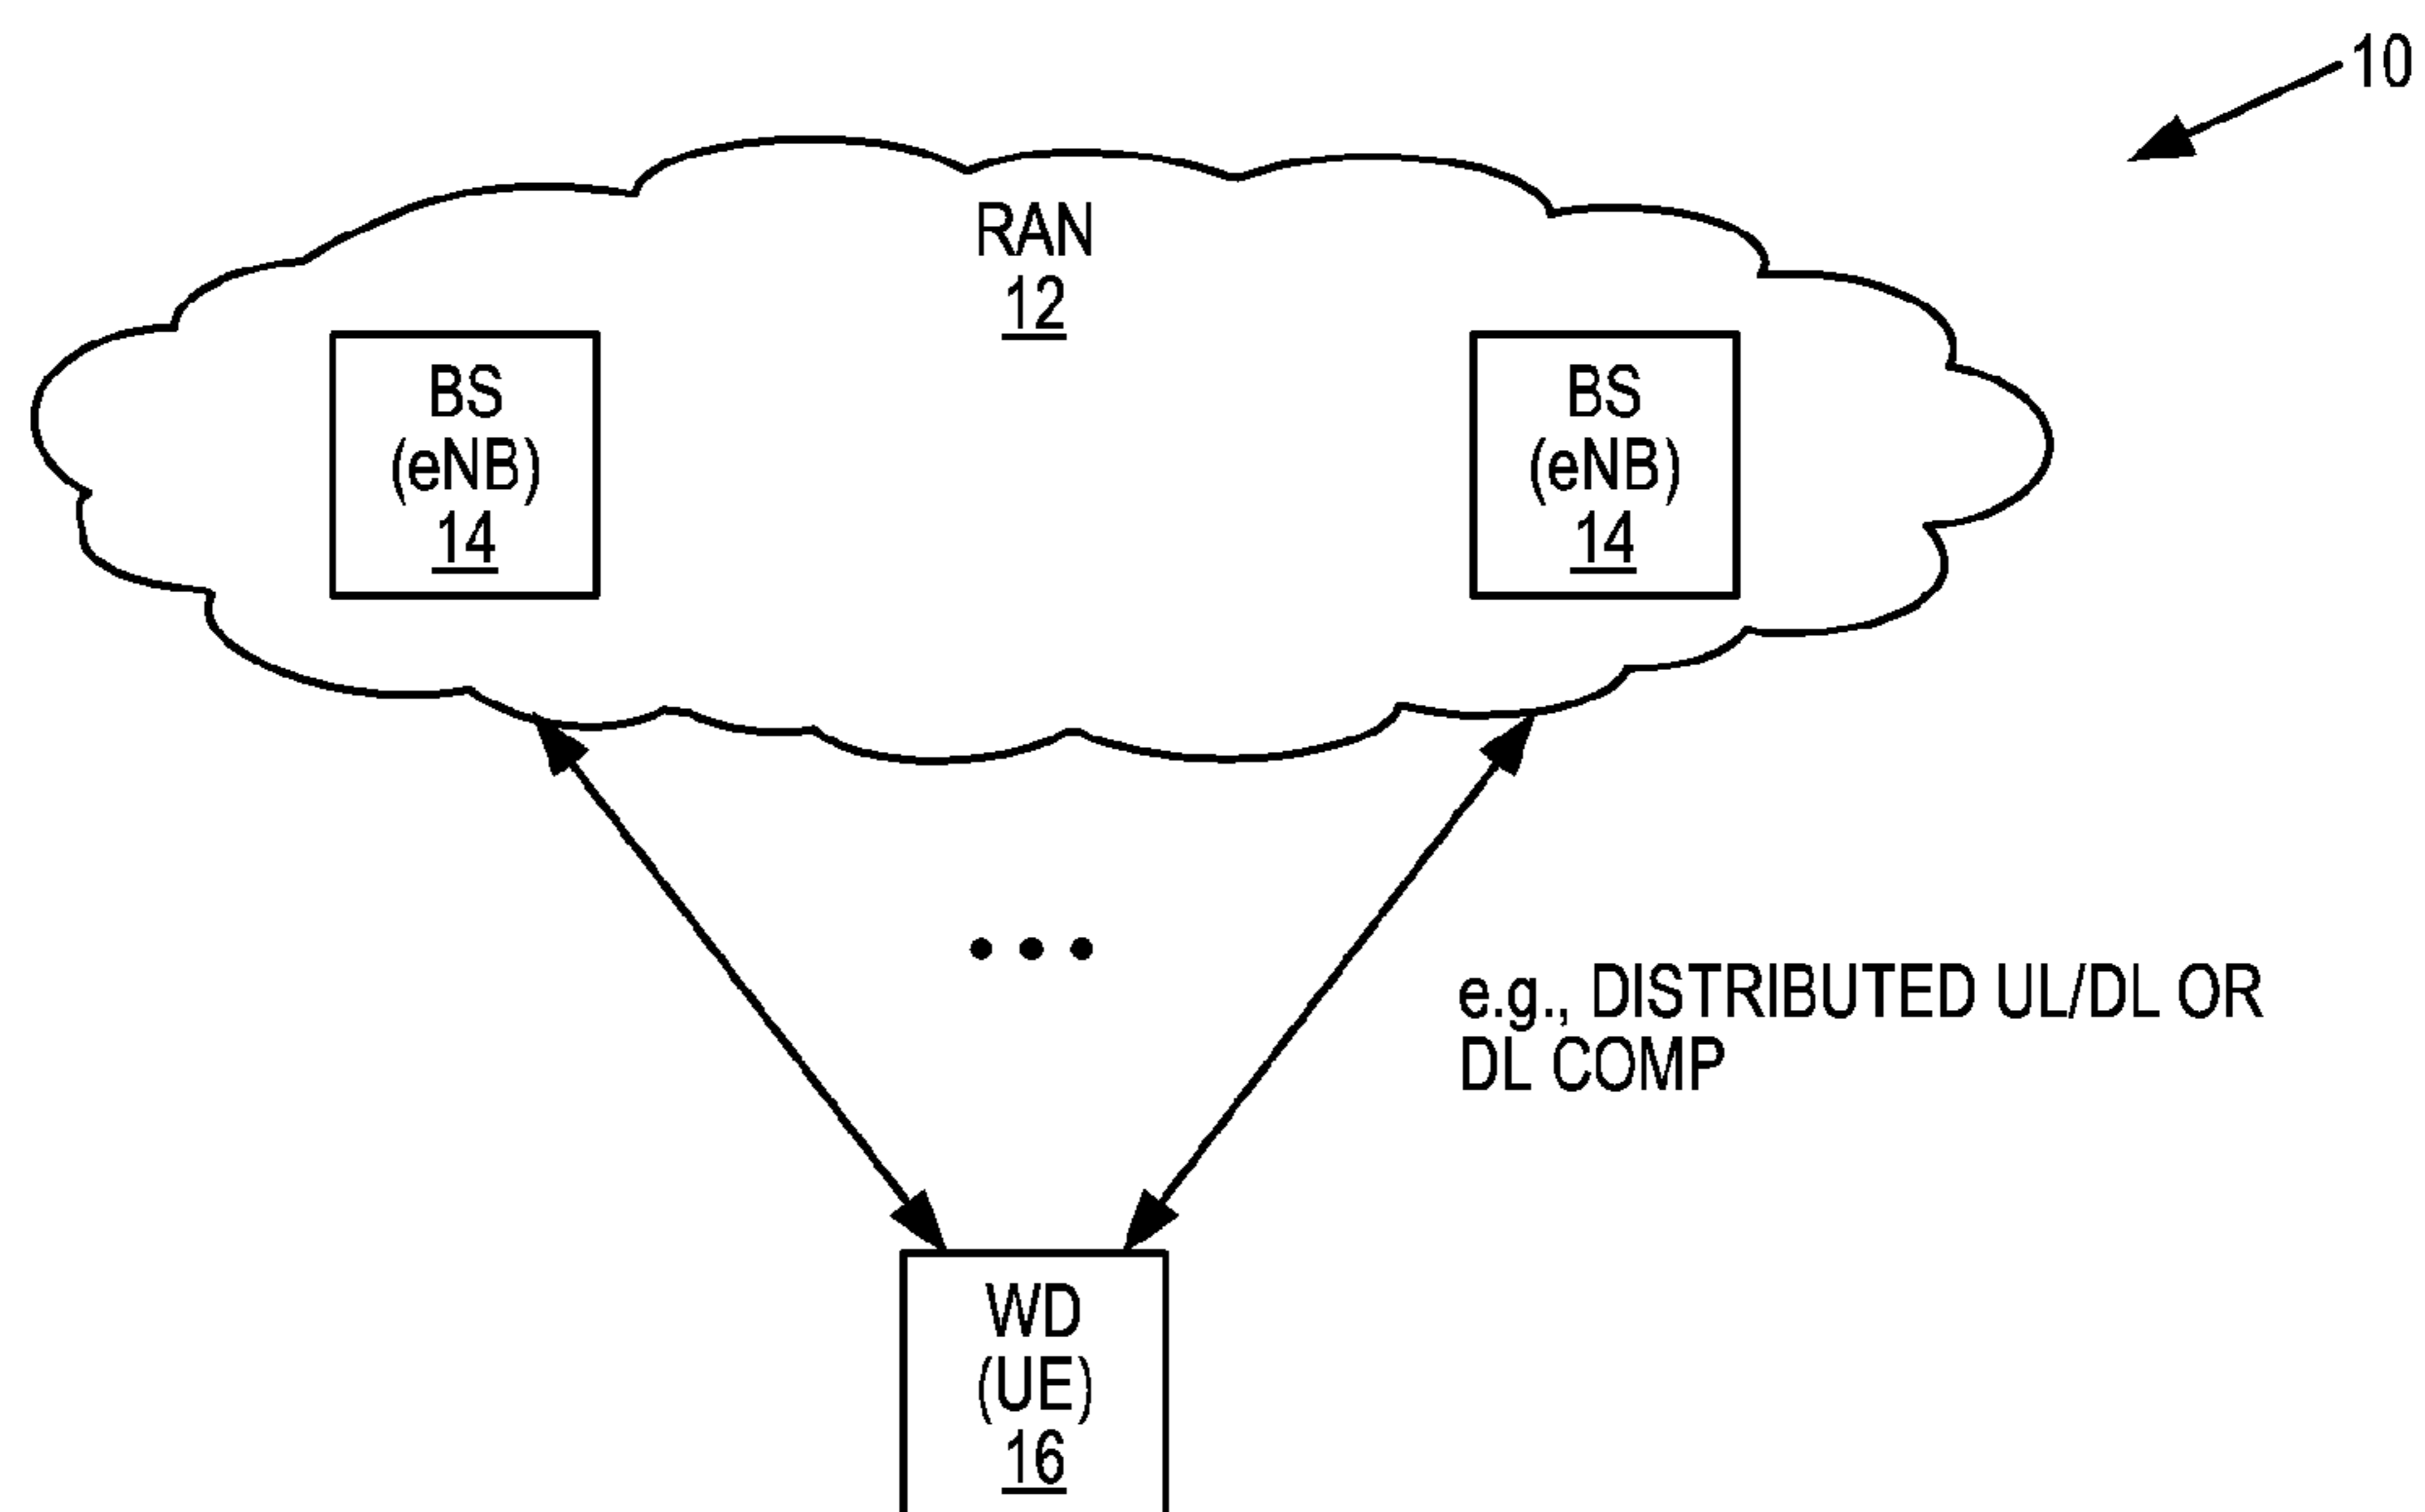 10
RAN
12
BS
(eNB)
14
BS
(eNB)
14
e.g., DISTRIBUTED UL/DL OR
DL COMP
WD
(UE)
16